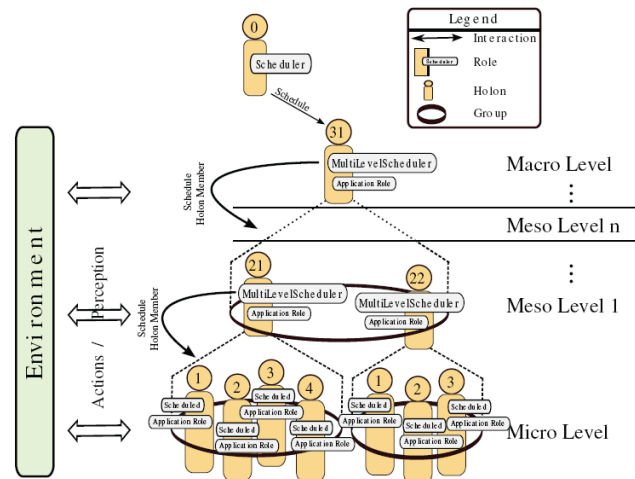 0
Scheduler
Schedule
Legend
Interaction
Scheduler
Role
Holon
Group
31
MultiLevelScheduler
Application Role
Macro Level
Schedule
Holon Member
Meso Level n
21
22
MultiLevelScheduler
Application Role
MultiLevelScheduler
Application Role
Meso Level 1
Schedule
Holon Member
Environment
Actions / Perception
1
2
3
4
Scheduled
Application Role
Scheduled
Application Role
Scheduled
Application Role
Scheduled
Application Role
1
2
3
Scheduled
Application Role
Scheduled
Application Role
Scheduled
Application Role
Micro Level